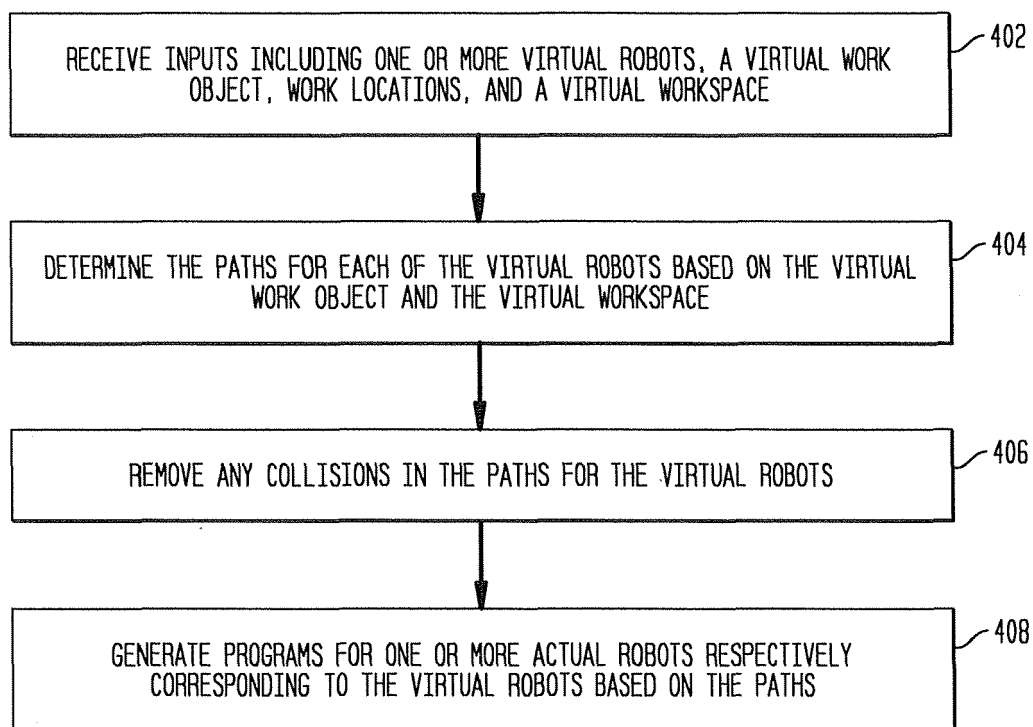 RECEIVE INPUTS INCLUDING ONE OR MORE VIRTUAL ROBOTS, A VIRTUAL WORK
OBJECT, WORK LOCATIONS, AND A VIRTUAL WORKSPACE
402
DETERMINE THE PATHS FOR EACH OF THE VIRTUAL ROBOTS BASED ON THE VIRTUAL
WORK OBJECT AND THE VIRTUAL WORKSPACE
404
REMOVE ANY COLLISIONS IN THE PATHS FOR THE VIRTUAL ROBOTS
406
GENERATE PROGRAMS FOR ONE OR MORE ACTUAL ROBOTS RESPECTIVELY
CORRESPONDING TO THE VIRTUAL ROBOTS BASED ON THE PATHS
408